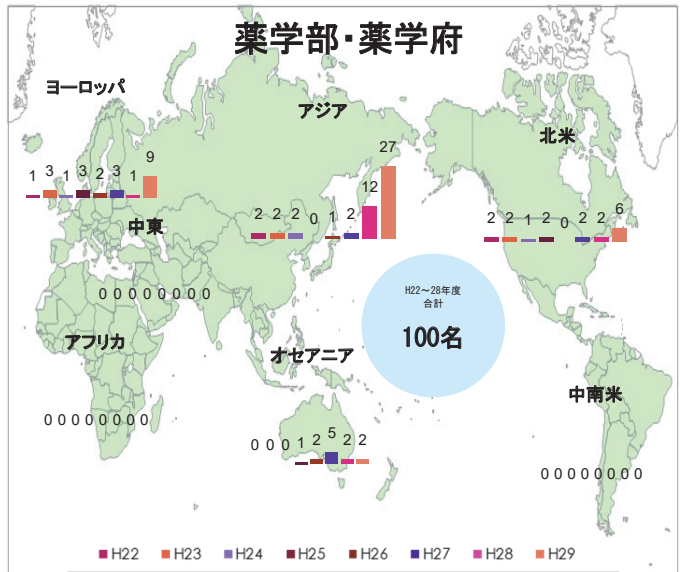 薬学部・薬学府
ヨーロッパ
アジア
北米
1 3 1 3 2 3 1 9
2 2 2 0 1 2 12 27
2 2 1 2 0 2 2 6
中東
0 0 0 0 0 0 0 0
H22～28年度
合計
100名
アフリカ
オセアニア
中南米
0 0 0 0 0 0 0 0
0 0 0 1 2 5 2 2
0 0 0 0 0 0 0 0
H22 H23 H24 H25 H26 H27 H28 H29